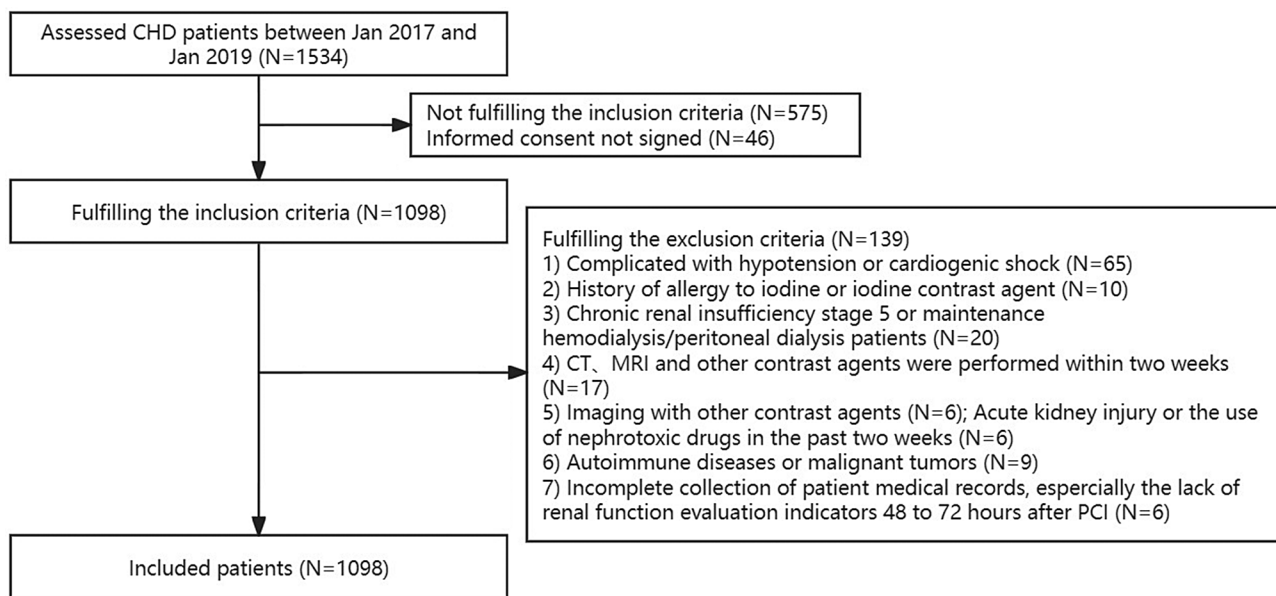 Assessed CHD patients between Jan 2017 and
Jan 2019 (N=1534)
Not fulfilling the inclusion criteria (N=575)
Informed consent not signed (N=46)
Fulfilling the inclusion criteria (N=1098)
Fulfilling the exclusion criteria (N=139)
1) Complicated with hypotension or cardiogenic shock (N=65)
2) History of allergy to iodine or iodine contrast agent (N=10)
3) Chronic renal insufficiency stage 5 or maintenance
hemodialysis/peritoneal dialysis patients (N=20)
4) CT、MRI and other contrast agents were performed within two weeks
(N=17)
5) Imaging with other contrast agents (N=6); Acute kidney injury or the use
of nephrotoxic drugs in the past two weeks (N=6)
6) Autoimmune diseases or malignant tumors (N=9)
7) Incomplete collection of patient medical records, espercially the lack of
renal function evaluation indicators 48 to 72 hours after PCI (N=6)
Included patients (N=1098)